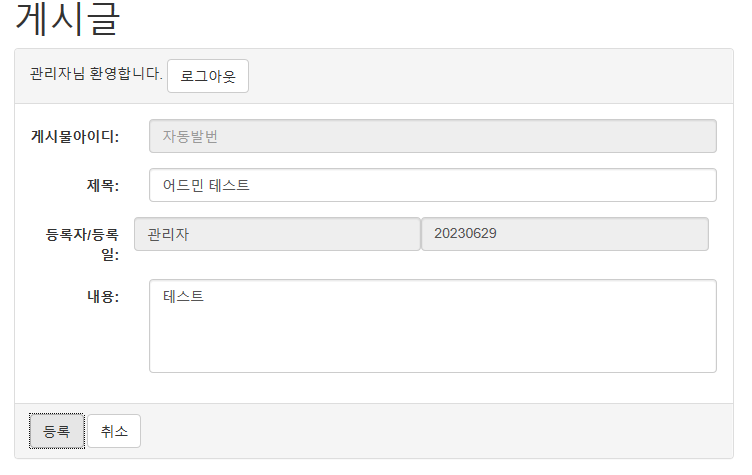 게시글
관리자님 환영합니다. 로그아웃
게시물아이디: 자동발번
제목: 어드민 테스트
등록자/등록일: 관리자 20230629
내용: 테스트
등록 취소